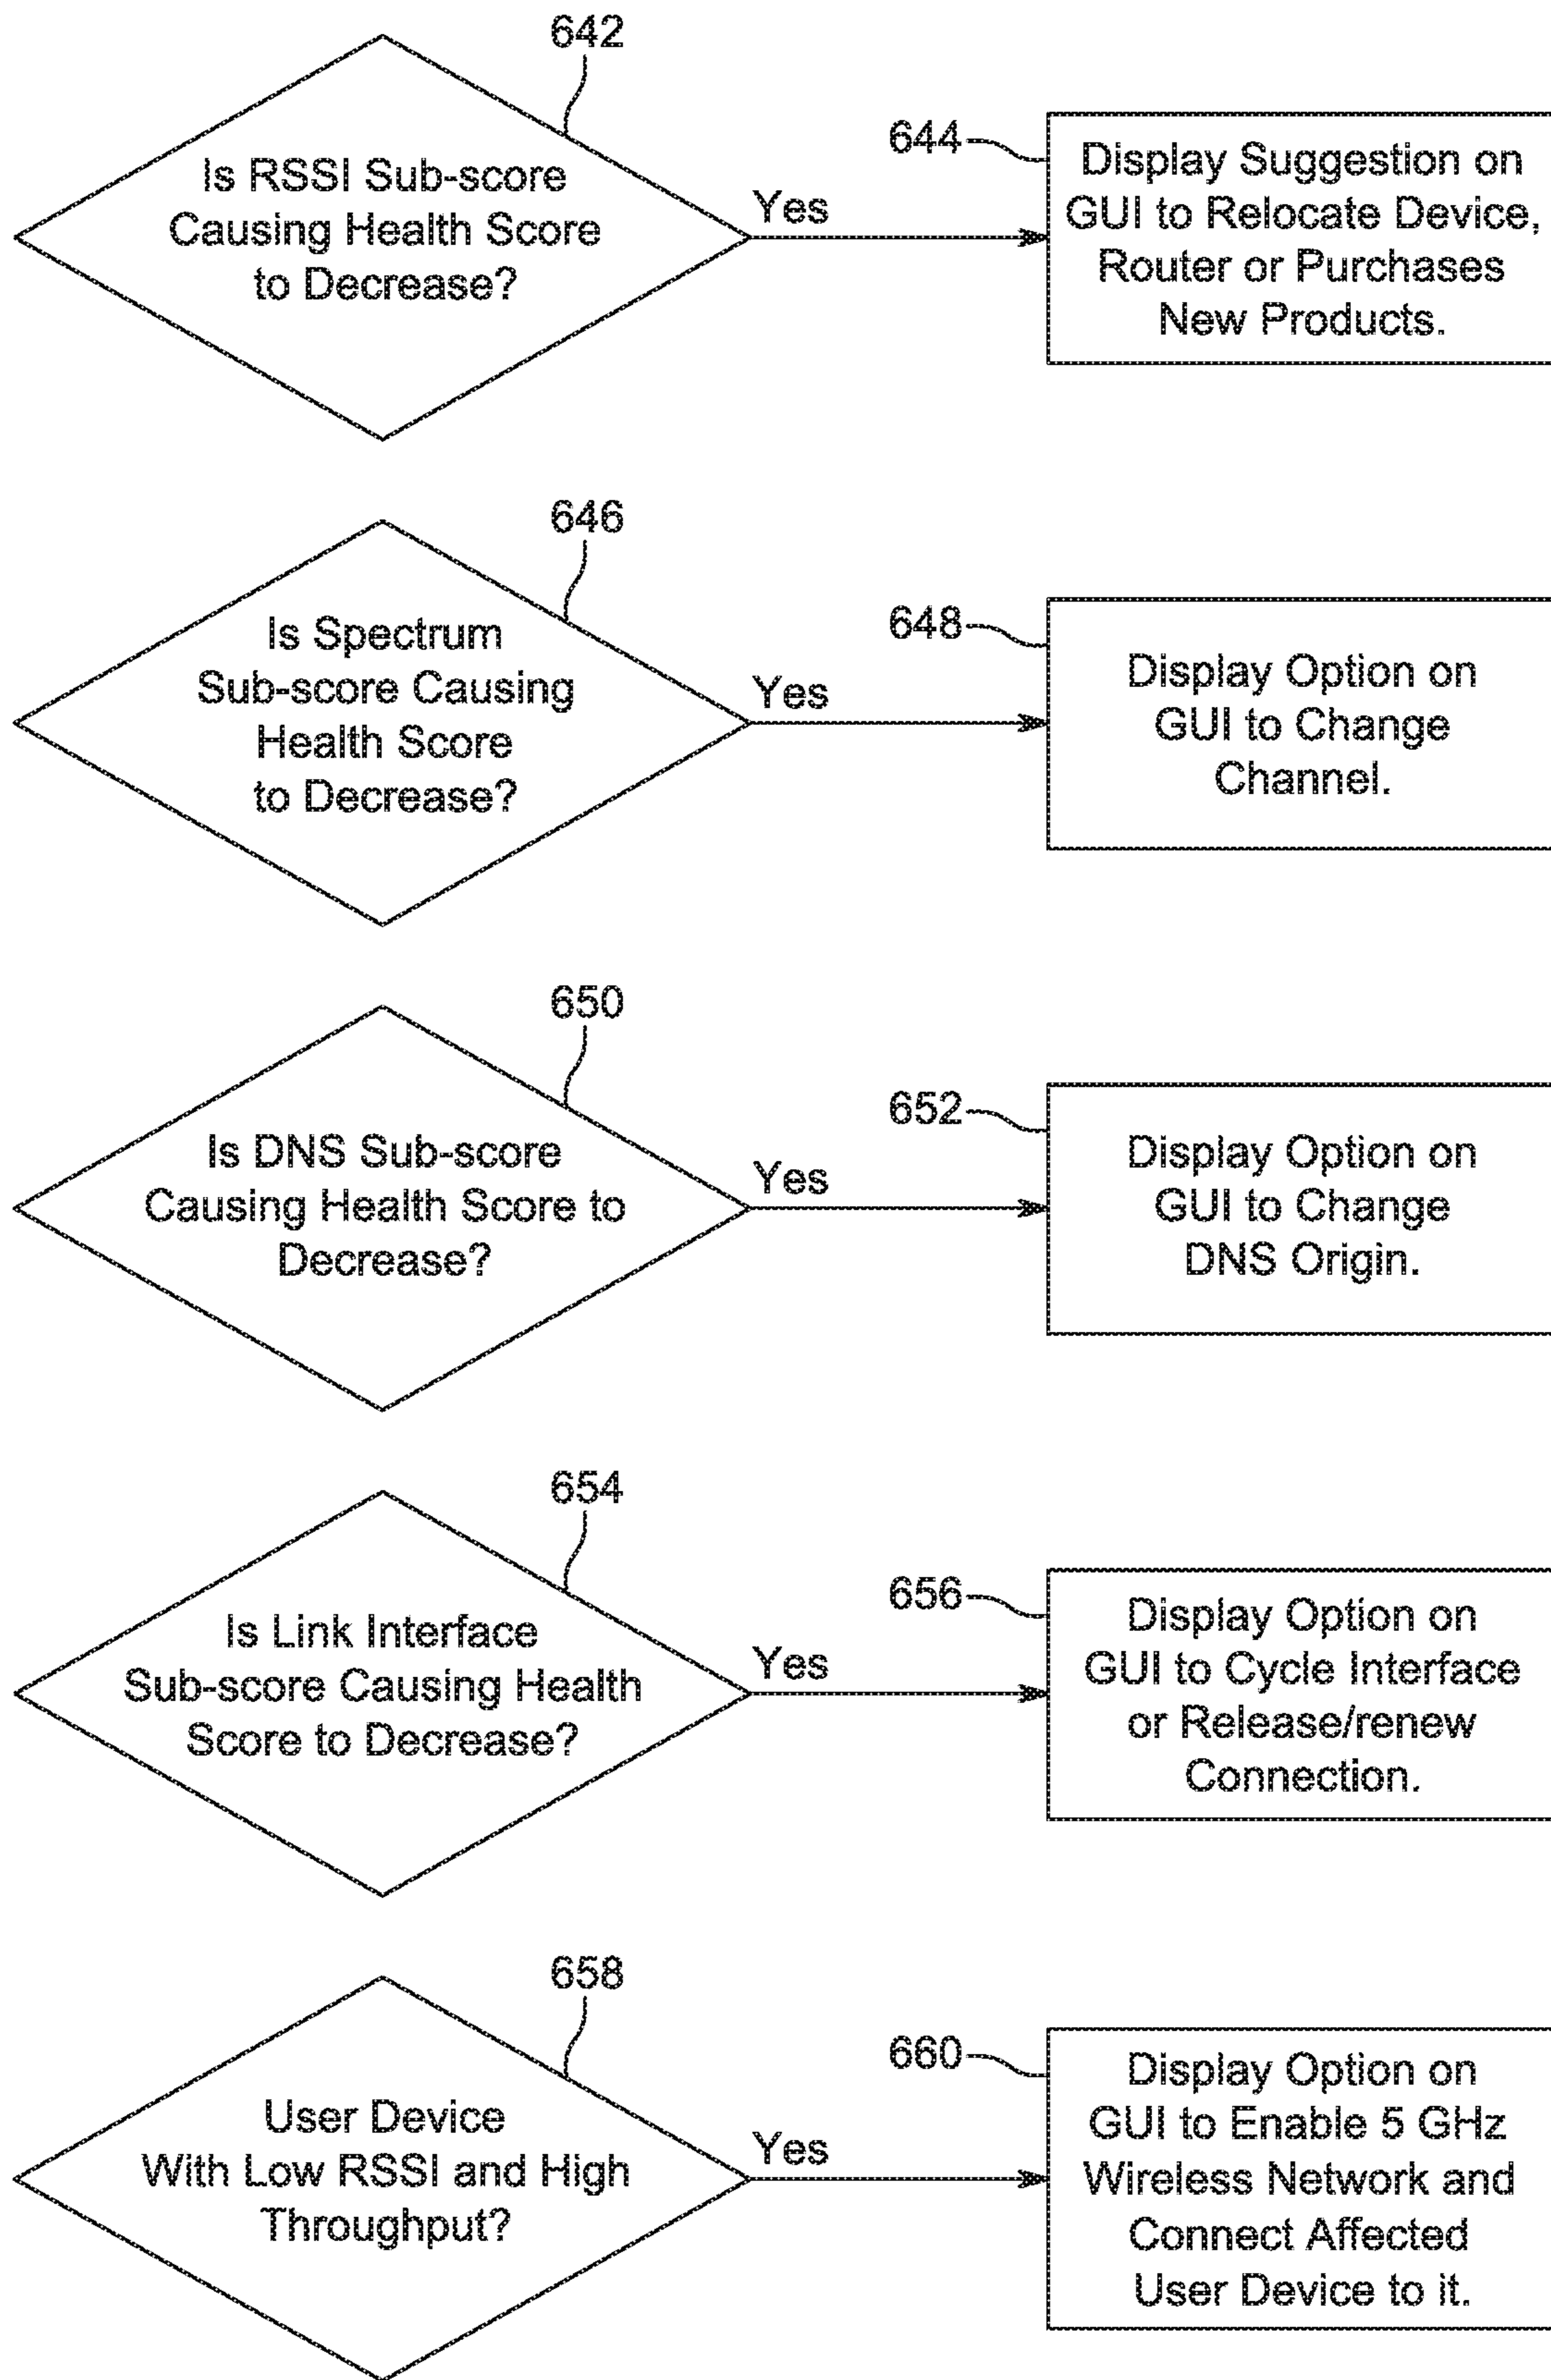 642
Is RSSI Sub-score
Causing Health Score
to Decrease?
Yes
644
Display Suggestion on
GUI to Relocate Device,
Router or Purchases
New Products.
646
Is Spectrum
Sub-score Causing
Health Score
to Decrease?
Yes
648
Display Option on
GUI to Change
Channel.
650
Is DNS Sub-score
Causing Health Score to
Decrease?
Yes
652
Display Option on
GUI to Change
DNS Origin.
654
Is Link Interface
Sub-score Causing Health
Score to Decrease?
Yes
656
Display Option on
GUI to Cycle Interface
or Release/renew
Connection.
658
User Device
With Low RSSI and High
Throughput?
Yes
660
Display Option on
GUI to Enable 5 GHz
Wireless Network and
Connect Affected
User Device to it.